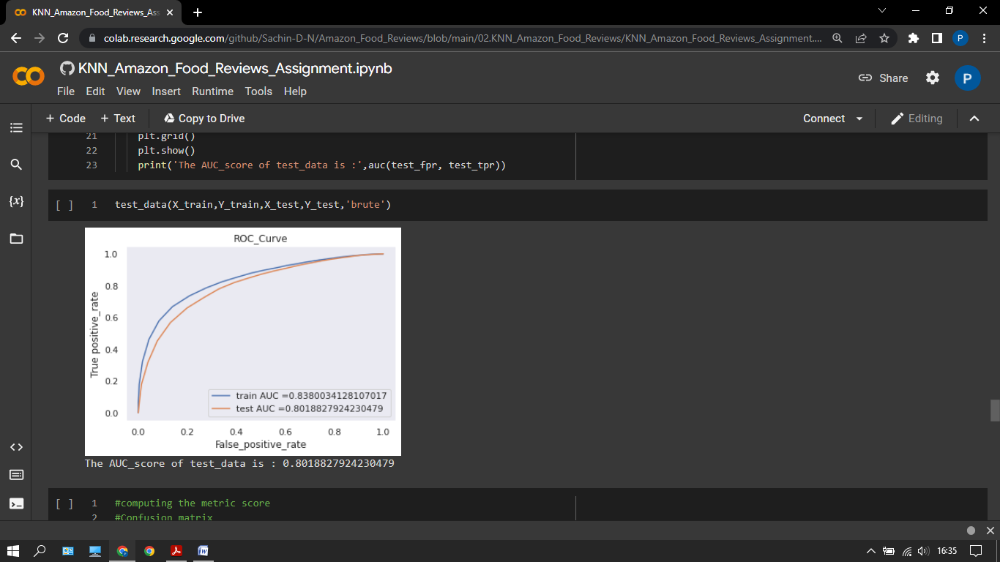 KNN_Amazon_Food_Reviews_Ass
colab.research.google.com/github/Sachin-D-N/Amazon_Food_Reviews/blob/main/02.KNN_Amazon_Food_Reviews/KNN_Amazon_Food_Reviews_Assignment....
P
KNN_Amazon_Food_Reviews_Assignment.ipynb
File Edit View Insert Runtime Tools Help
Share
P
+ Code + Text Copy to Drive
Connect Editing
21 plt.grid()
22 plt.show()
23 print('The AUC_score of test_data is :',auc(test_fpr, test_tpr))
{x}
[ ] 1 test_data(X_train,Y_train,X_test,Y_test,'brute')
ROC_Curve
1.0
0.8
0.6
0.4
0.2
0.0
True positive_rate
train AUC =0.8380034128107017
test AUC =0.8018827924230479
0.0 0.2 0.4 0.6 0.8 1.0
False_positive_rate
The AUC_score of test_data is : 0.8018827924230479
[ ] 1 #computing the metric score
2 #Confusion matrix
16:35